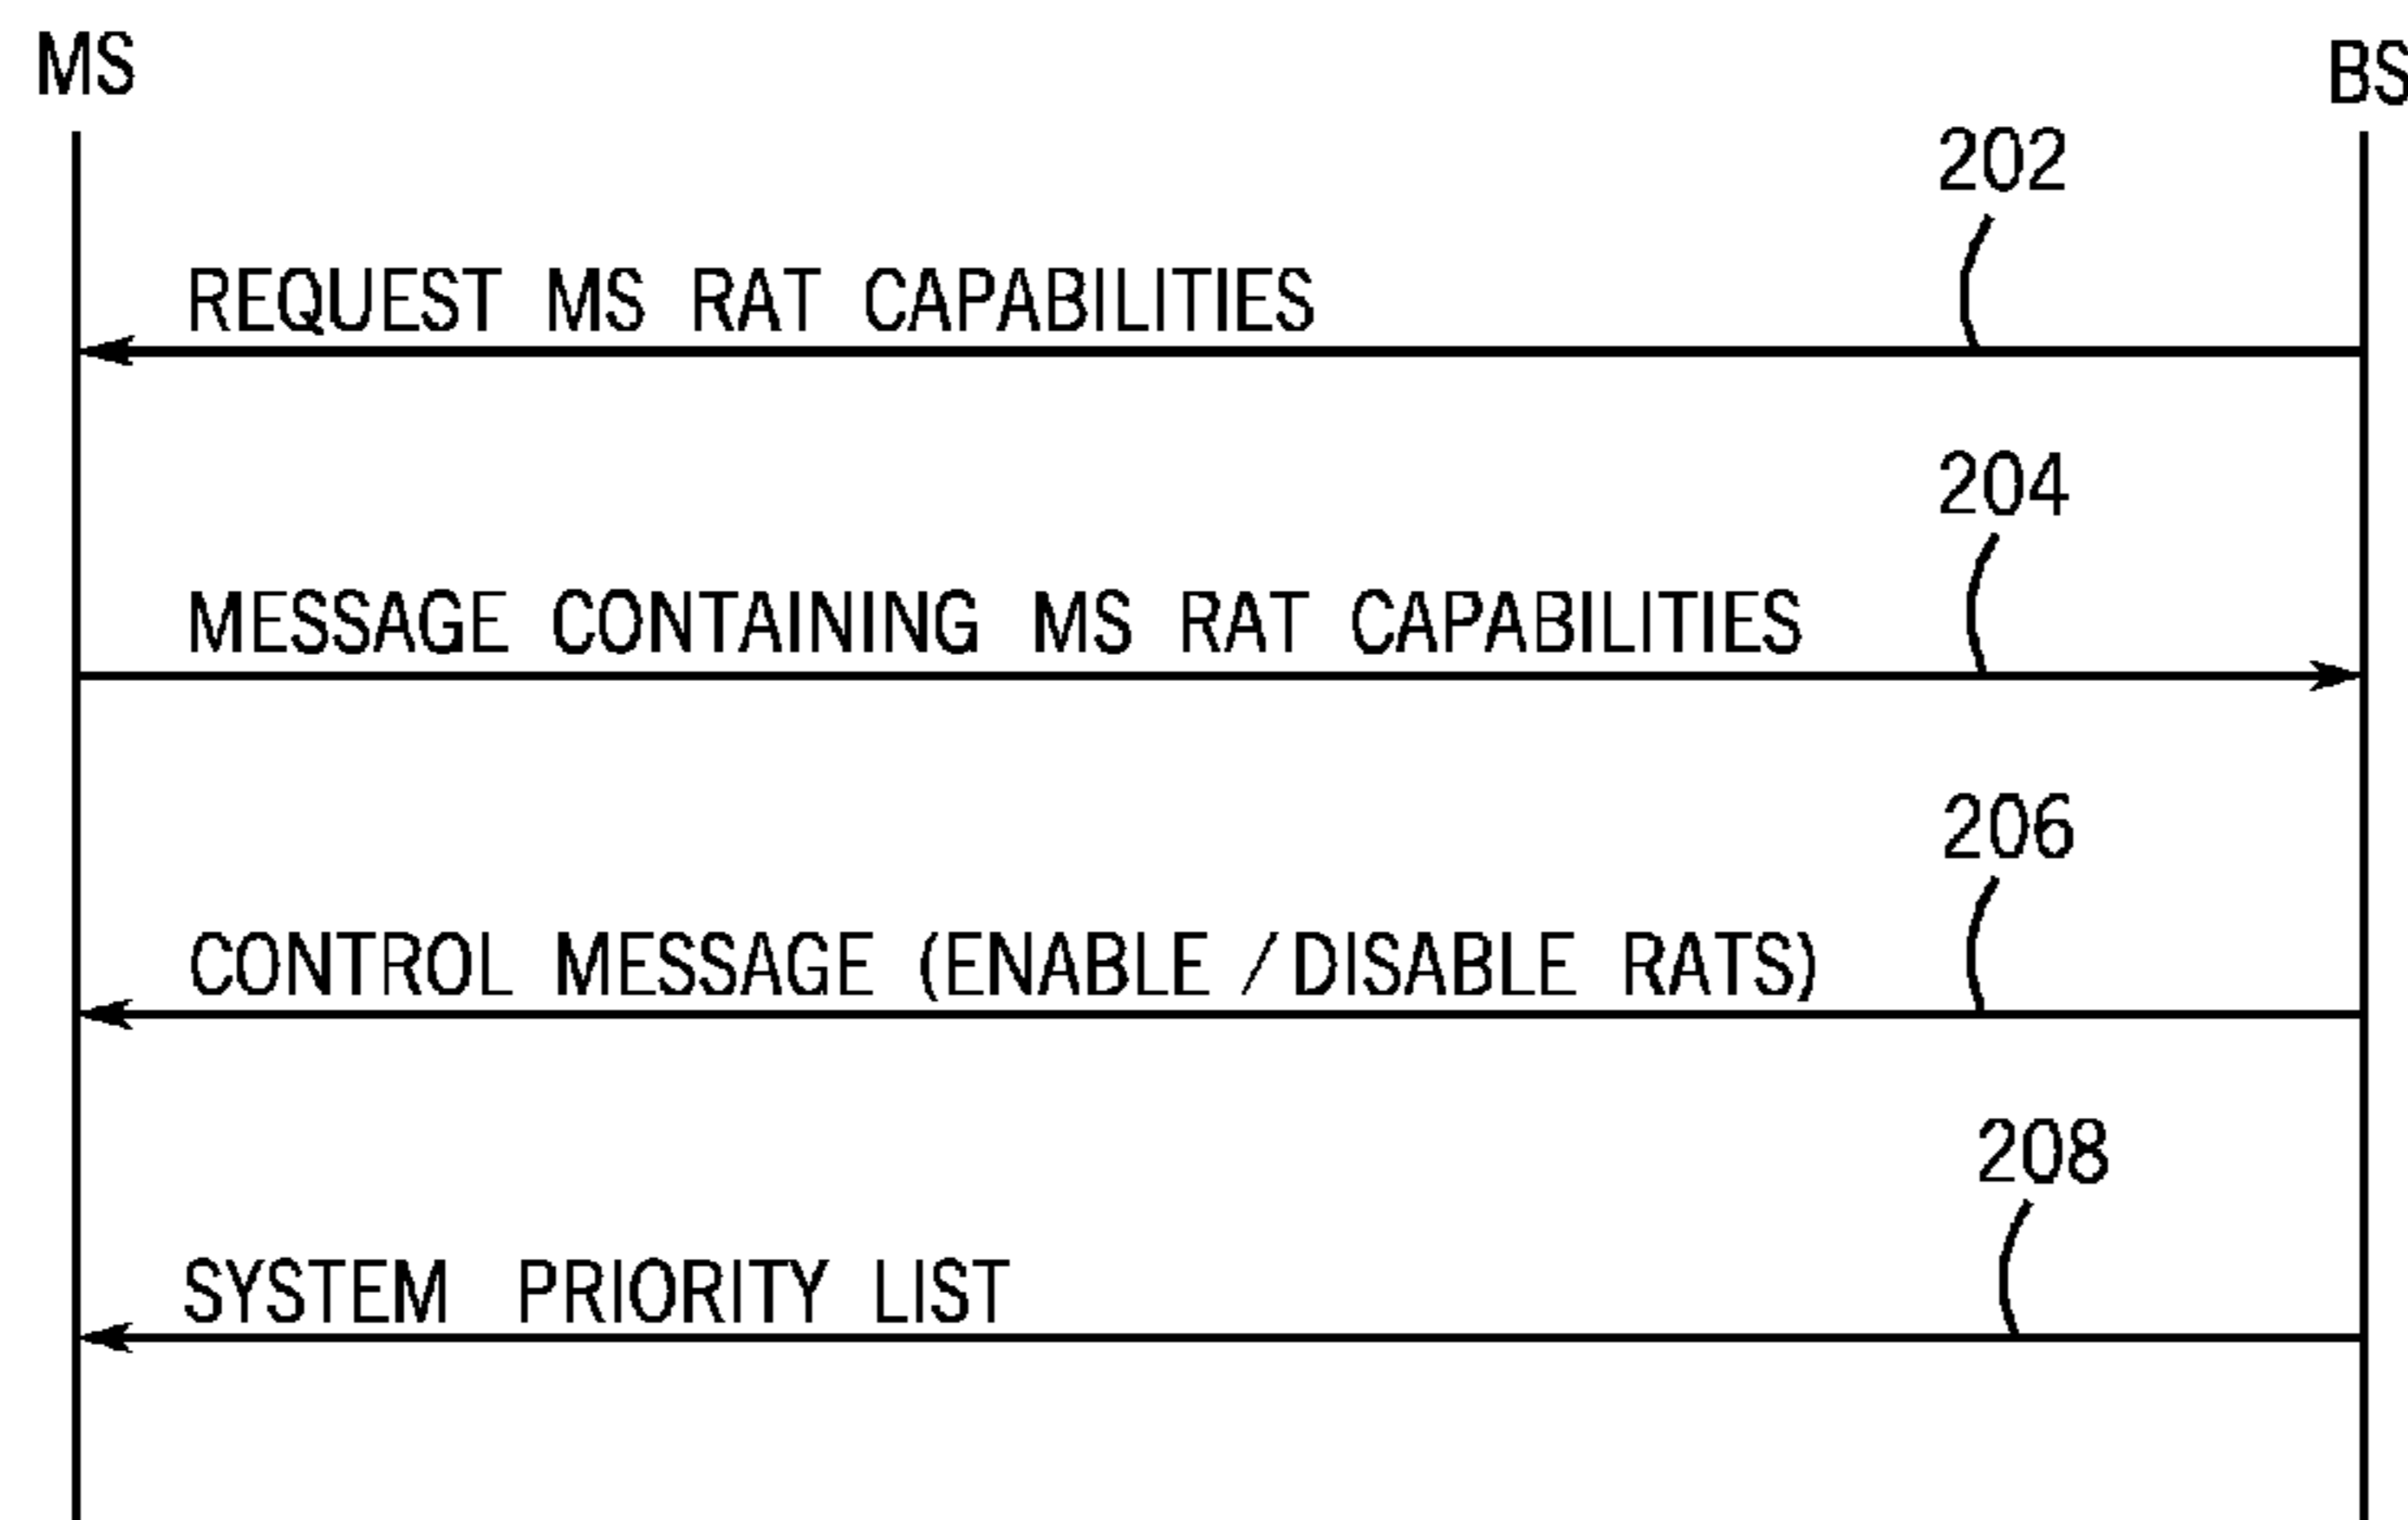 MS
BS
202
REQUEST MS RAT CAPABILITIES
204
MESSAGE CONTAINING MS RAT CAPABILITIES
206
CONTROL MESSAGE (ENABLE / DISABLE RATS)
208
SYSTEM PRIORITY LIST